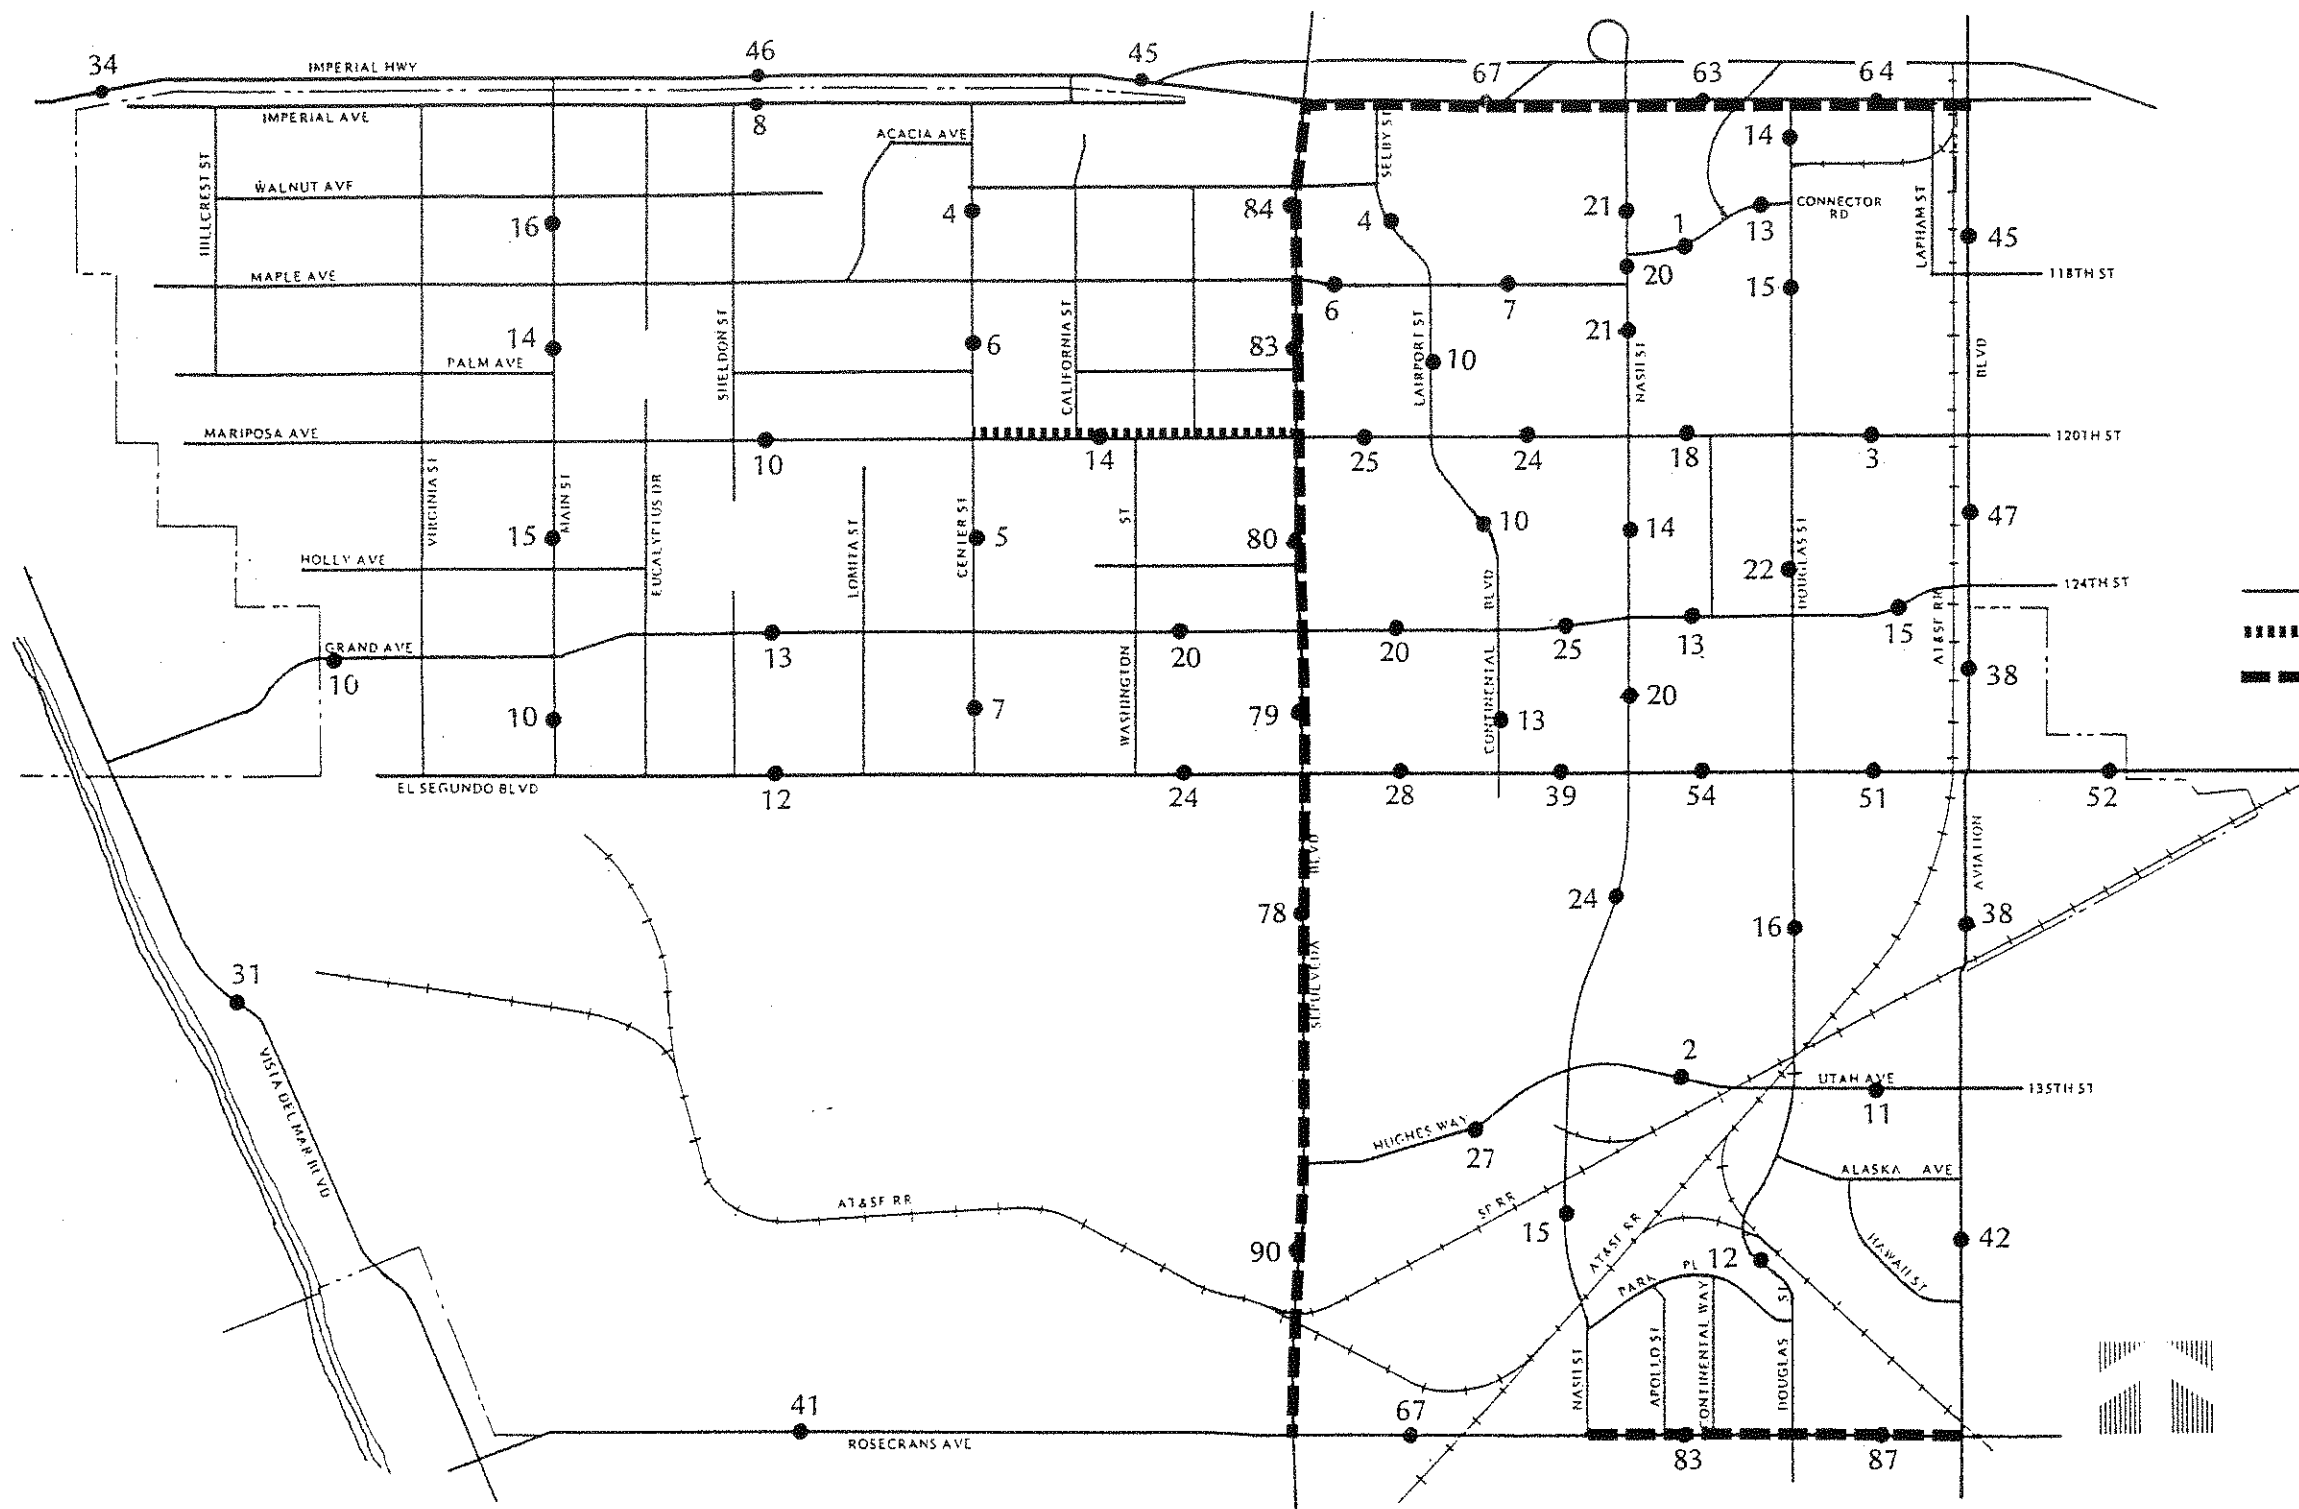 46
45
34
IMPERIAL HWY
67
63
64
IMPERIAL AVE
8
ACACIA AVE
14
SELBY ST
HILLCREST ST
WALNUT AVE
16
4
84
4
21
1
13
CONNECTOR RD
LAPHAM ST
45
MAPLE AVE
20
118TH ST
6
7
15
14
SHELDON ST
6
CALIFORNIA ST
83
21
LAIRPORT ST
10
NASH ST
BLVD
PALM AVE
MARIPOSA AVE
10
14
25
24
18
3
120TH ST
VIRGINIA ST
MAIN ST
EUCALYPTUS DR
LOMITA ST
CENTER ST
ST
15
5
80
10
14
DOUGLAS ST
47
HOLLY AVE
BLVD
22
124TH ST
AT&SF RR
GRAND AVE
10
13
20
20
25
13
15
38
WASHINGTON
CONTINENTAL
10
7
79
13
20
EL SEGUNDO BLVD
12
24
28
39
54
51
52
BLVD
AVIATION
78
24
16
38
SEPULVEDA
31
VISTA DEL MAR BLVD
2
UTAH AVE
11
135TH ST
HUGHES WAY
27
ALASKA AVE
AT&SF RR
SP RR
15
AT&SF RR
90
12
42
HAWAII ST
PARK PL
ST
NASH ST
APOLLO ST
CONTINENTAL WAY
DOUGLAS
41
ROSECRANS AVE
67
83
87